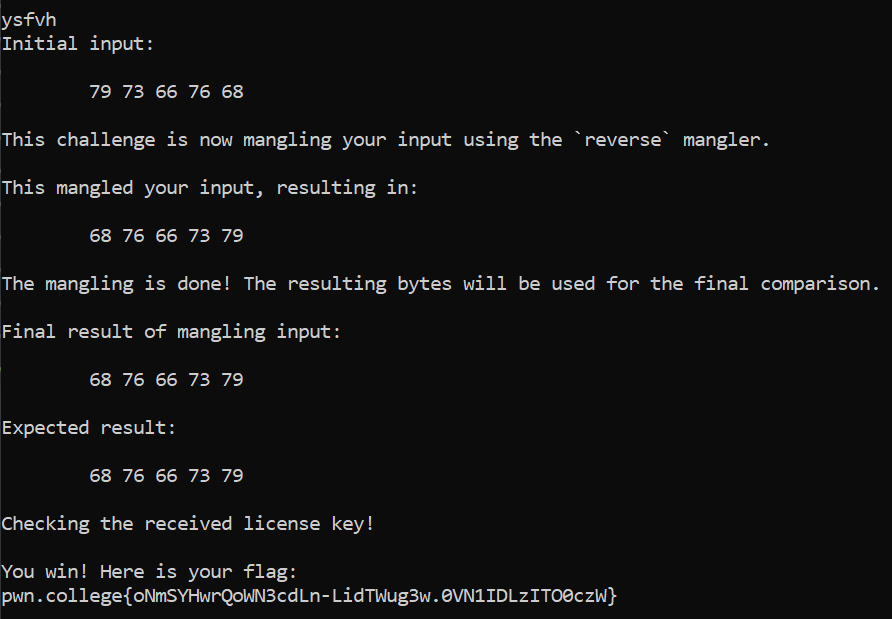 ysfvh
Initial input:
79 73 66 76 68
This challenge is now mangling your input using the `reverse` mangler.
This mangled your input, resulting in:
68 76 66 73 79
The mangling is done! The resulting bytes will be used for the final comparison.
Final result of mangling input:
68 76 66 73 79
Expected result:
68 76 66 73 79
Checking the received license key!
You win! Here is your flag:
pwn.college{oNmSYHwrQoWN3cdLn-LidTWug3w.0VN1IDLzITO0czW}